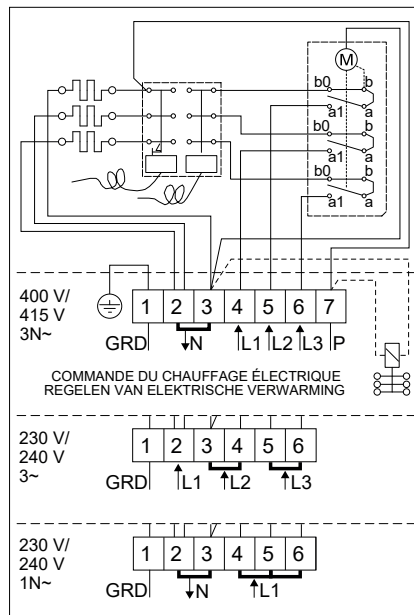 M
b0 b
a1 a
b0 b
a1 a
b0 b
a1 a
400 V/
415 V
3N~
1 2 3 4 5 6 7
GRD N L1 L2 L3 P
COMMANDE DU CHAUFFAGE ÉLECTRIQUE
REGELEN VAN ELEKTRISCHE VERWARMING
230 V/
240 V
3~
1 2 3 4 5 6
GRD L1 L2 L3
230 V/
240 V
1N~
1 2 3 4 5 6
GRD N L1